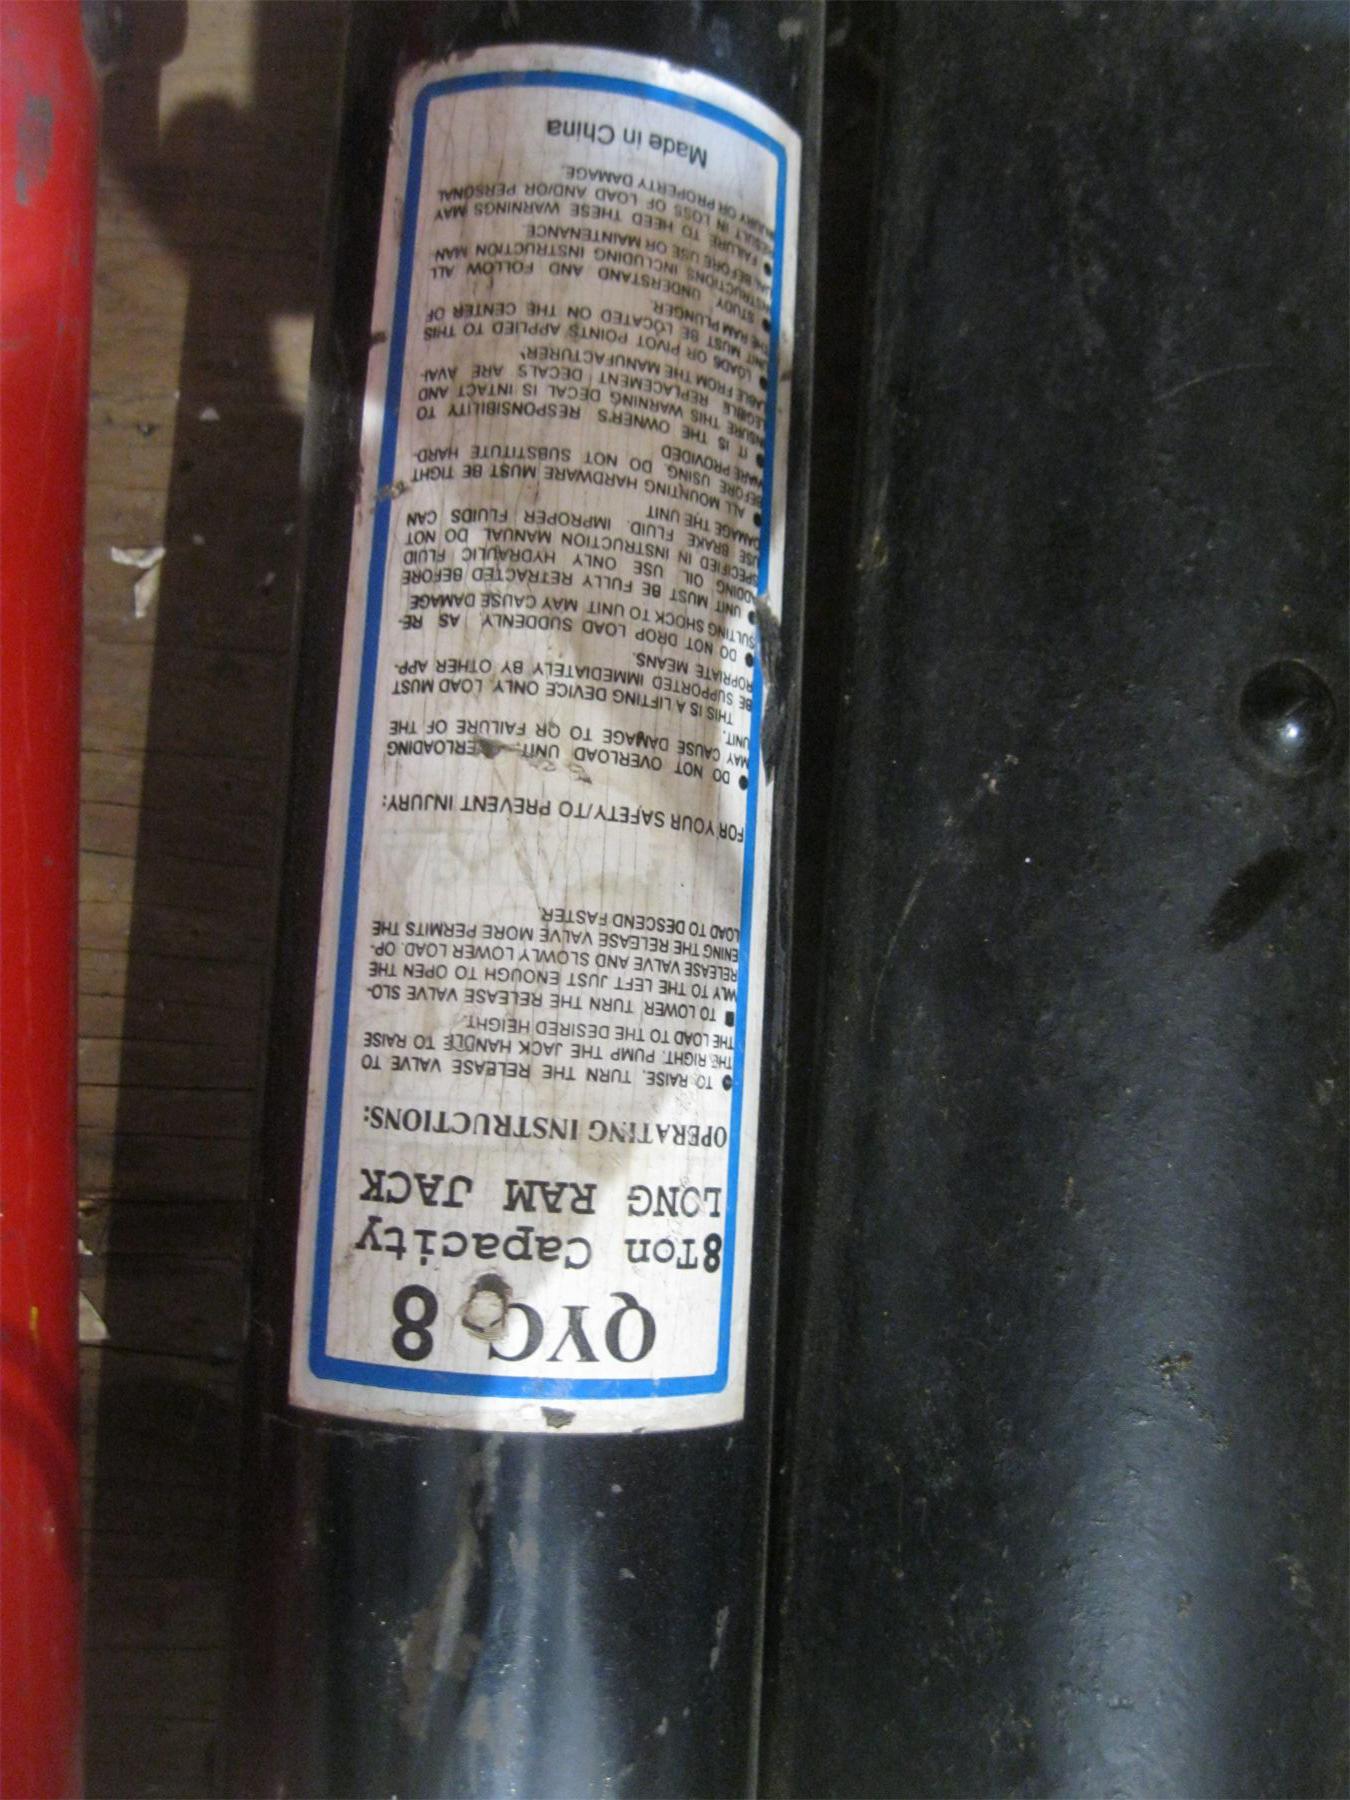 QYG 8
8Ton Capacity
LONG RAM JACK
OPERATING INSTRUCTIONS:
● TO RAISE, TURN THE RELEASE VALVE TO
THE RIGHT. PUMP THE JACK HANDLE TO RAISE
THE LOAD TO THE DESIRED HEIGHT.
■ TO LOWER, TURN THE RELEASE VALVE SLO-
WLY TO THE LEFT JUST ENOUGH TO OPEN THE
RELEASE VALVE AND SLOWLY LOWER LOAD. OP-
ENING THE RELEASE VALVE MORE PERMITS THE
LOAD TO DESCEND FASTER.
FOR YOUR SAFETY/TO PREVENT INJURY:
● DO NOT OVERLOAD UNIT. OVERLOADING
MAY CAUSE DAMAGE TO OR FAILURE OF THE
UNIT.
THIS IS A LIFTING DEVICE ONLY. LOAD MUST
BE SUPPORTED IMMEDIATELY BY OTHER APP-
ROPRIATE MEANS.
● DO NOT DROP LOAD SUDDENLY, AS RE-
SULTING SHOCK TO UNIT MAY CAUSE DAMAGE
● UNIT MUST BE FULLY RETRACTED BEFORE
ADDING OIL. USE ONLY HYDRAULIC FLUID
SPECIFIED IN INSTRUCTION MANUAL. DO NOT
USE BRAKE FLUID. IMPROPER FLUIDS CAN
DAMAGE THE UNIT
● ALL MOUNTING HARDWARE MUST BE TIGHT
BEFORE USING. DO NOT SUBSTITUTE HARD-
WARE PROVIDED
● IT IS THE OWNER'S RESPONSIBILITY TO
ENSURE THIS WARNING DECAL IS INTACT AND
LEGIBLE. REPLACEMENT DECALS ARE AVAI-
LABLE FROM THE MANUFACTURER.
● LOADS OR PIVOT POINTS APPLIED TO THIS
UNIT MUST BE LOCATED ON THE CENTER OF
THE RAM PLUNGER.
● STUDY, UNDERSTAND AND FOLLOW ALL
INSTRUCTIONS INCLUDING INSTRUCTION MAN-
UAL BEFORE USE OR MAINTENANCE.
● FAILURE TO HEED THESE WARNINGS MAY
RESULT IN LOSS OF LOAD AND/OR PERSONAL
INJURY OR PROPERTY DAMAGE.
Made in China